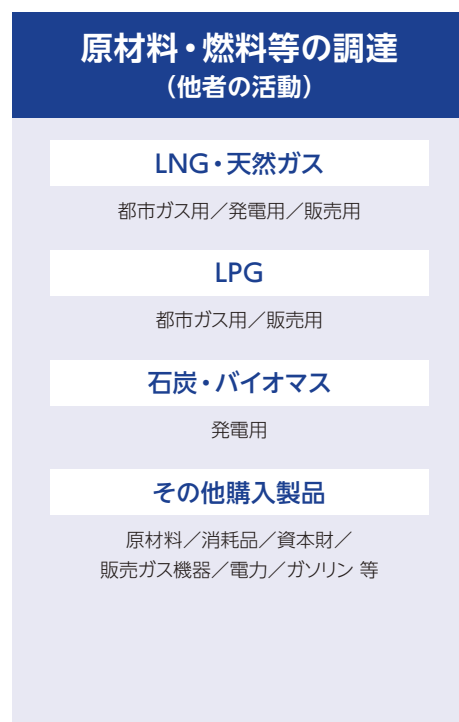 原材料・燃料等の調達
（他者の活動）
LNG・天然ガス
都市ガス用／発電用／販売用
LPG
都市ガス用／販売用
石炭・バイオマス
発電用
その他購入製品
原材料／消耗品／資本財／
販売ガス機器／電力／ガソリン 等